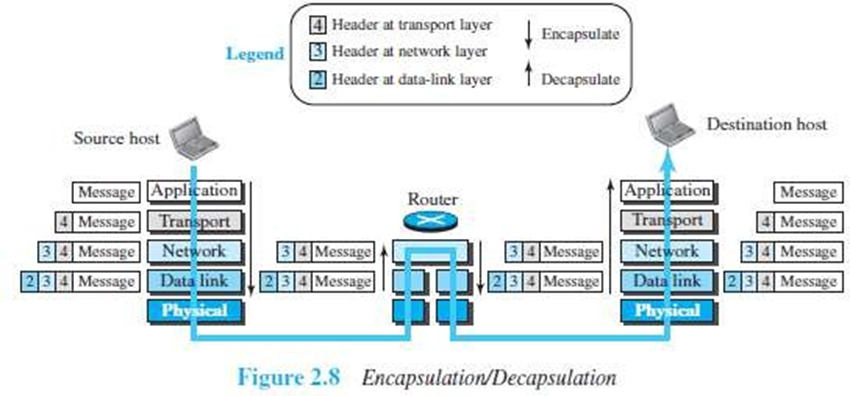 4 Header at transport layer
3 Header at network layer
2 Header at data-link layer
Encapsulate
Decapsulate
Legend
Source host
Destination host
Router
Message Application
4 Message Transport
3 4 Message Network
2 3 4 Message Data link
Physical
3 4 Message
2 3 4 Message
3 4 Message
2 3 4 Message
Application Message
Transport 4 Message
Network 3 4 Message
Data link 2 3 4 Message
Physical
Figure 2.8 Encapsulation/Decapsulation